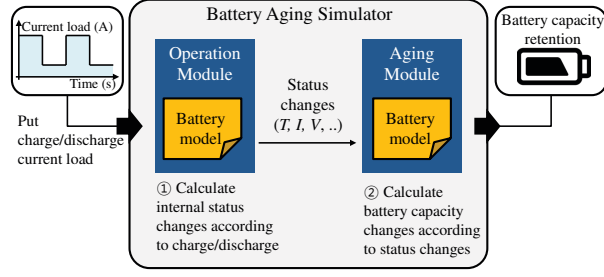 Battery Aging Simulator
Current load (A)
Time (s)
Put
charge/discharge
current load
Operation
Module
Battery
model
① Calculate
internal status
changes according
to charge/discharge
Status
changes
(T, I, V, ..)
Aging
Module
Battery
model
② Calculate
battery capacity
changes according
to status changes
Battery capacity
retention